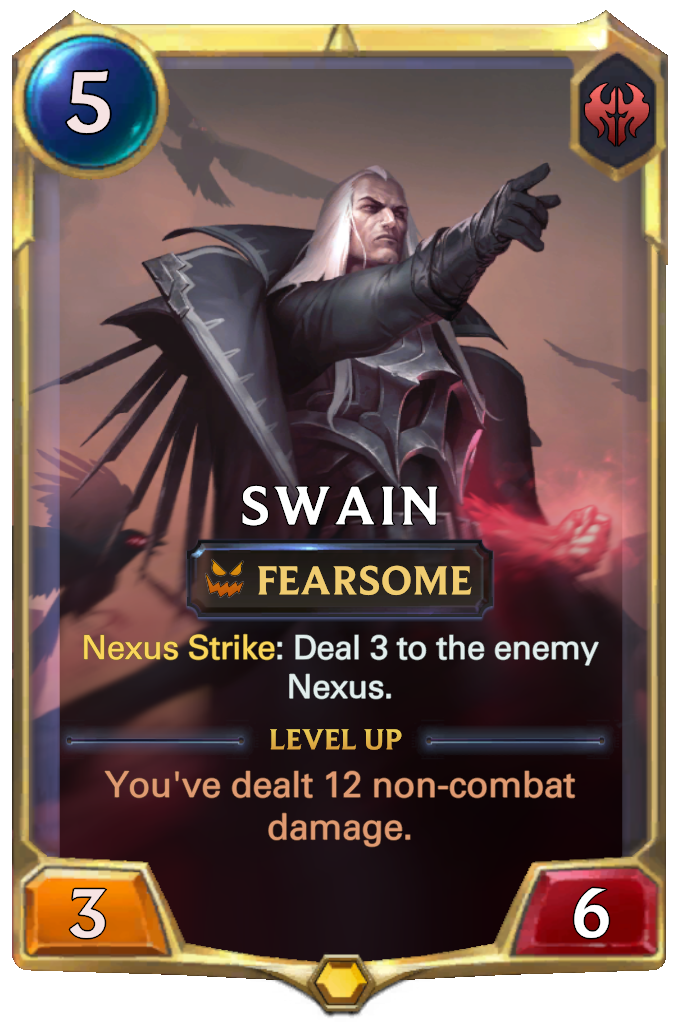 5
SWAIN
FEARSOME
Nexus Strike: Deal 3 to the enemy
Nexus.
LEVEL UP
You've dealt 12 non-combat
damage.
3
6